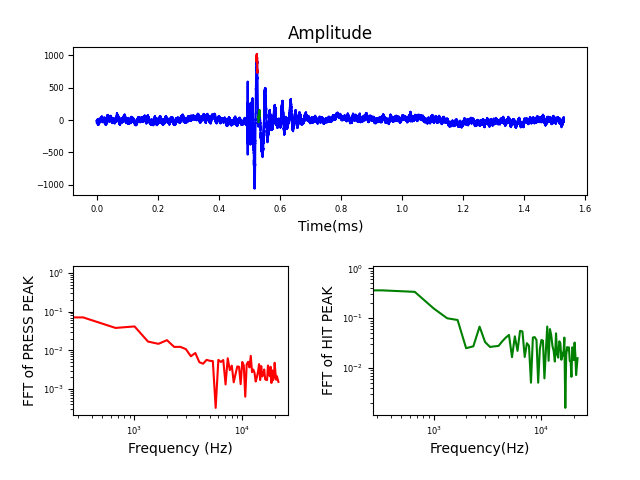 Amplitude
1000
500
0
−500
−1000
0.0 0.2 0.4 0.6 0.8 1.0 1.2 1.4 1.6
Time(ms)
FFT of PRESS PEAK
10⁰
10⁻¹
10⁻²
10⁻³
10³ 10⁴
Frequency (Hz)
FFT of HIT PEAK
10⁰
10⁻¹
10⁻²
10³ 10⁴
Frequency(Hz)